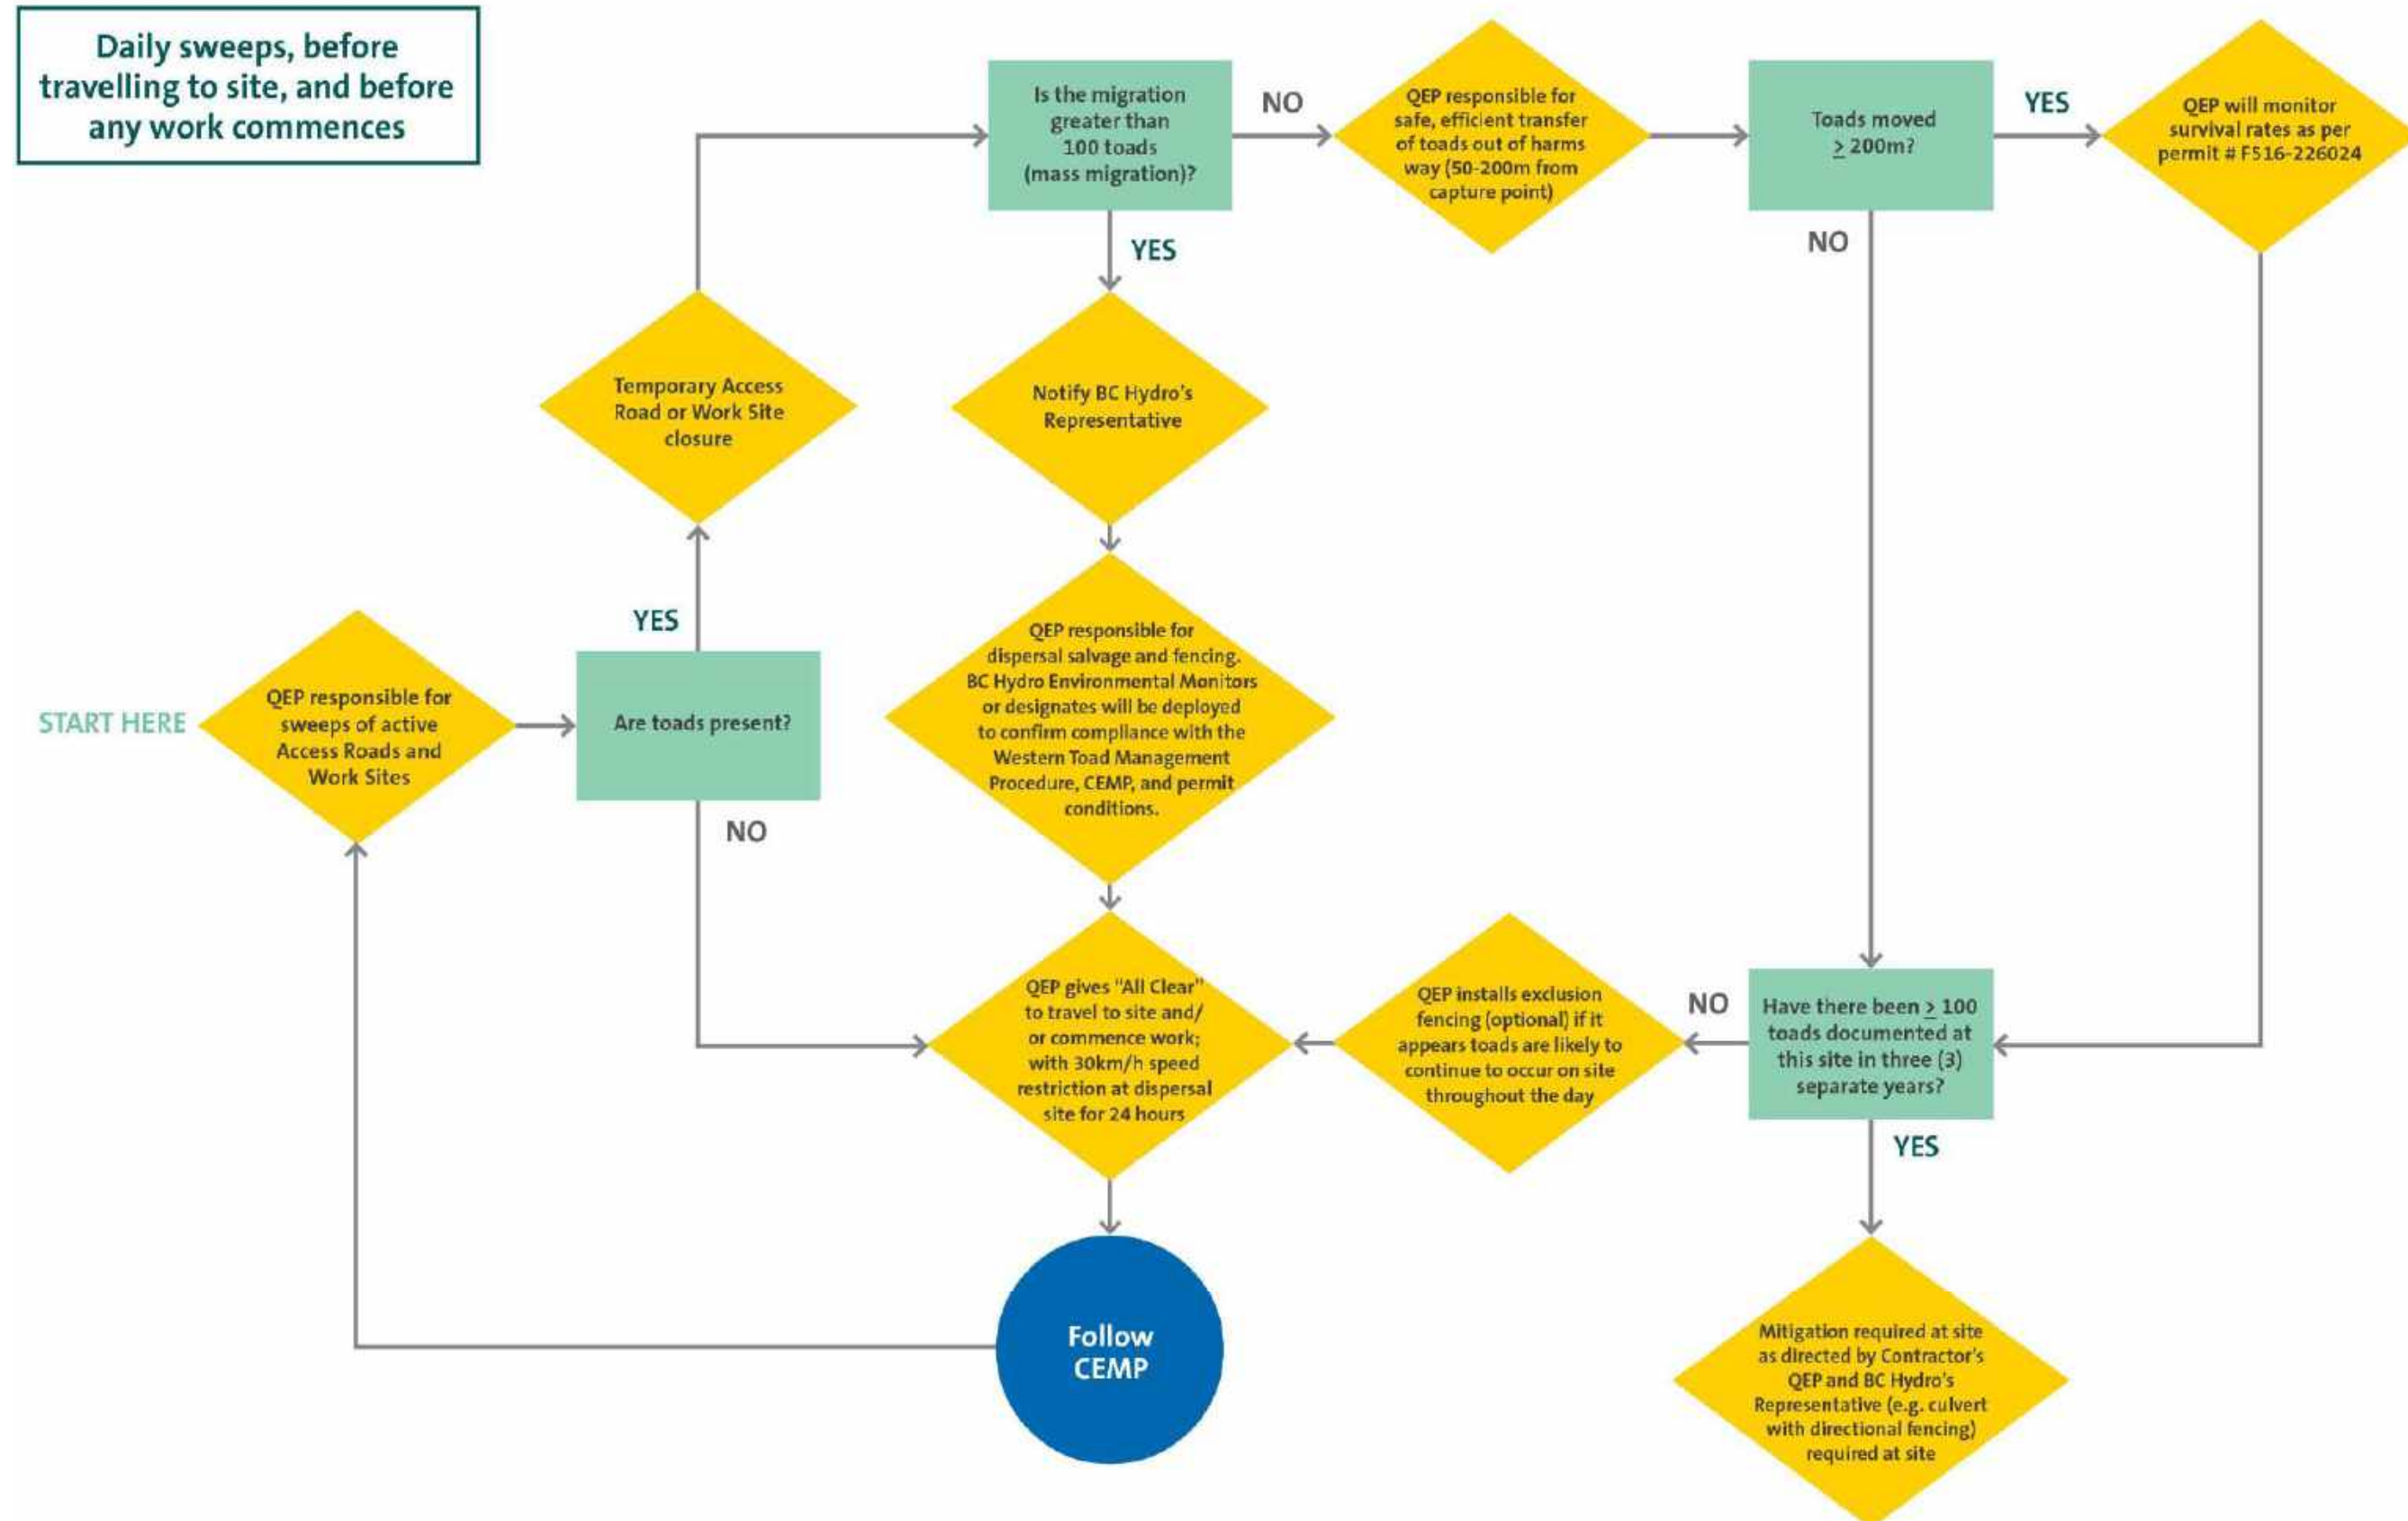 Daily sweeps, before
travelling to site, and before
any work commences
START HERE
QEP responsible for
sweeps of active
Access Roads and
Work Sites
Are toads present?
YES
NO
Temporary Access
Road or Work Site
closure
Is the migration
greater than
100 toads
(mass migration)?
NO
YES
QEP responsible for
safe, efficient transfer
of toads out of harms
way (50-200m from
capture point)
Toads moved
≥ 200m?
YES
NO
QEP will monitor
survival rates as per
permit # F516-226024
Notify BC Hydro's
Representative
QEP responsible for
dispersal salvage and fencing.
BC Hydro Environmental Monitors
or designates will be deployed
to confirm compliance with the
Western Toad Management
Procedure, CEMP, and permit
conditions.
QEP gives "All Clear"
to travel to site and/
or commence work;
with 30km/h speed
restriction at dispersal
site for 24 hours
QEP installs exclusion
fencing (optional) if it
appears toads are likely to
continue to occur on site
throughout the day
NO
Have there been ≥ 100
toads documented at
this site in three (3)
separate years?
YES
Follow
CEMP
Mitigation required at site
as directed by Contractor's
QEP and BC Hydro's
Representative (e.g. culvert
with directional fencing)
required at site